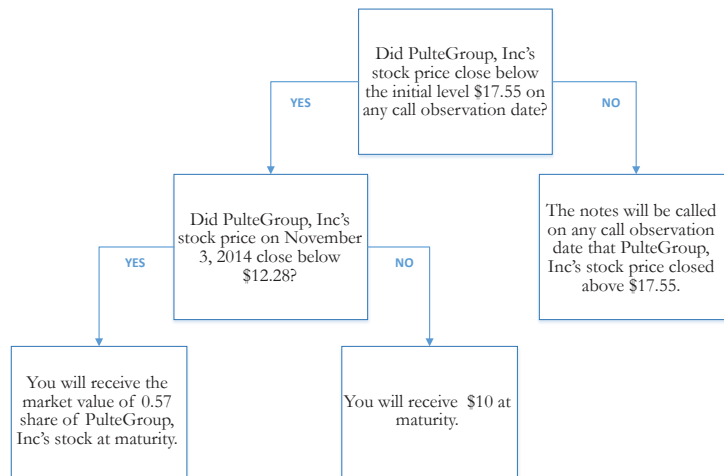 Did PulteGroup, Inc's
stock price close below
the initial level $17.55 on
any call observation date?
YES
NO
Did PulteGroup, Inc's
stock price on November
3, 2014 close below
$12.28?
The notes will be called
on any call observation
date that PulteGroup,
Inc's stock price closed
above $17.55.
YES
NO
You will receive the
market value of 0.57
share of PulteGroup,
Inc's stock at maturity.
You will receive $10 at
maturity.